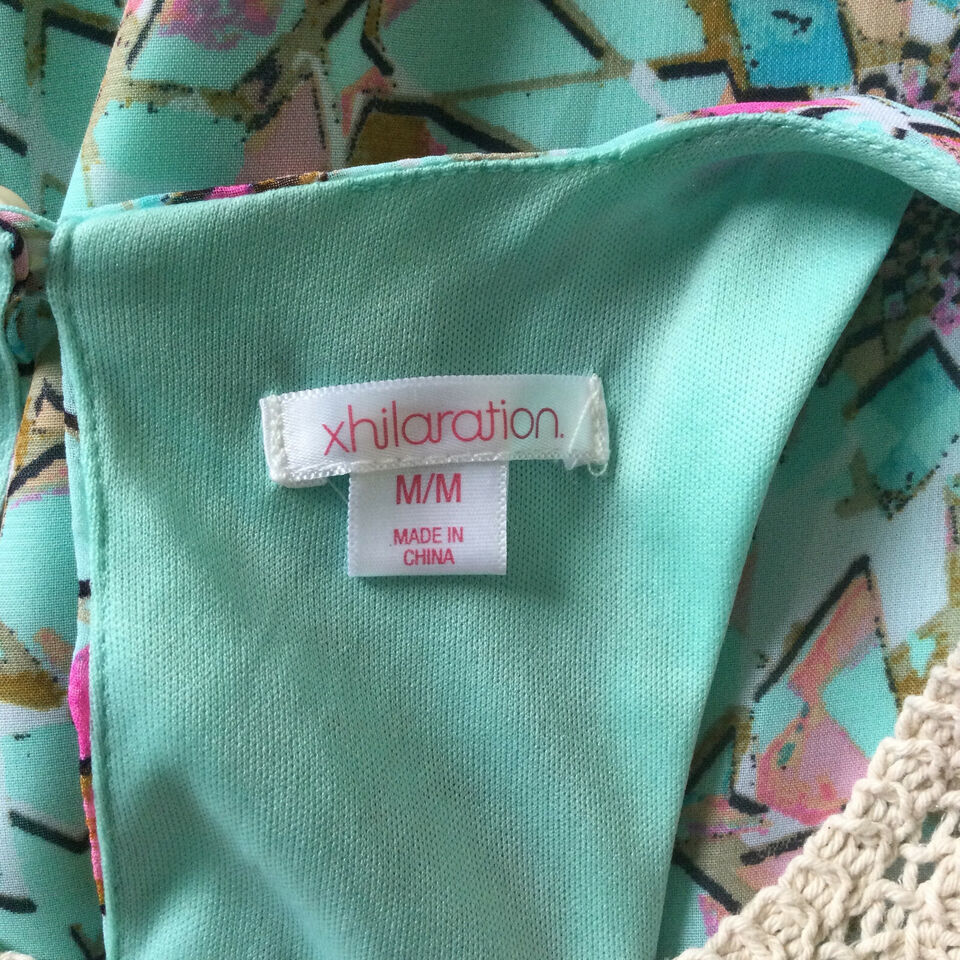 xhilaration.
M/M
MADE IN
CHINA